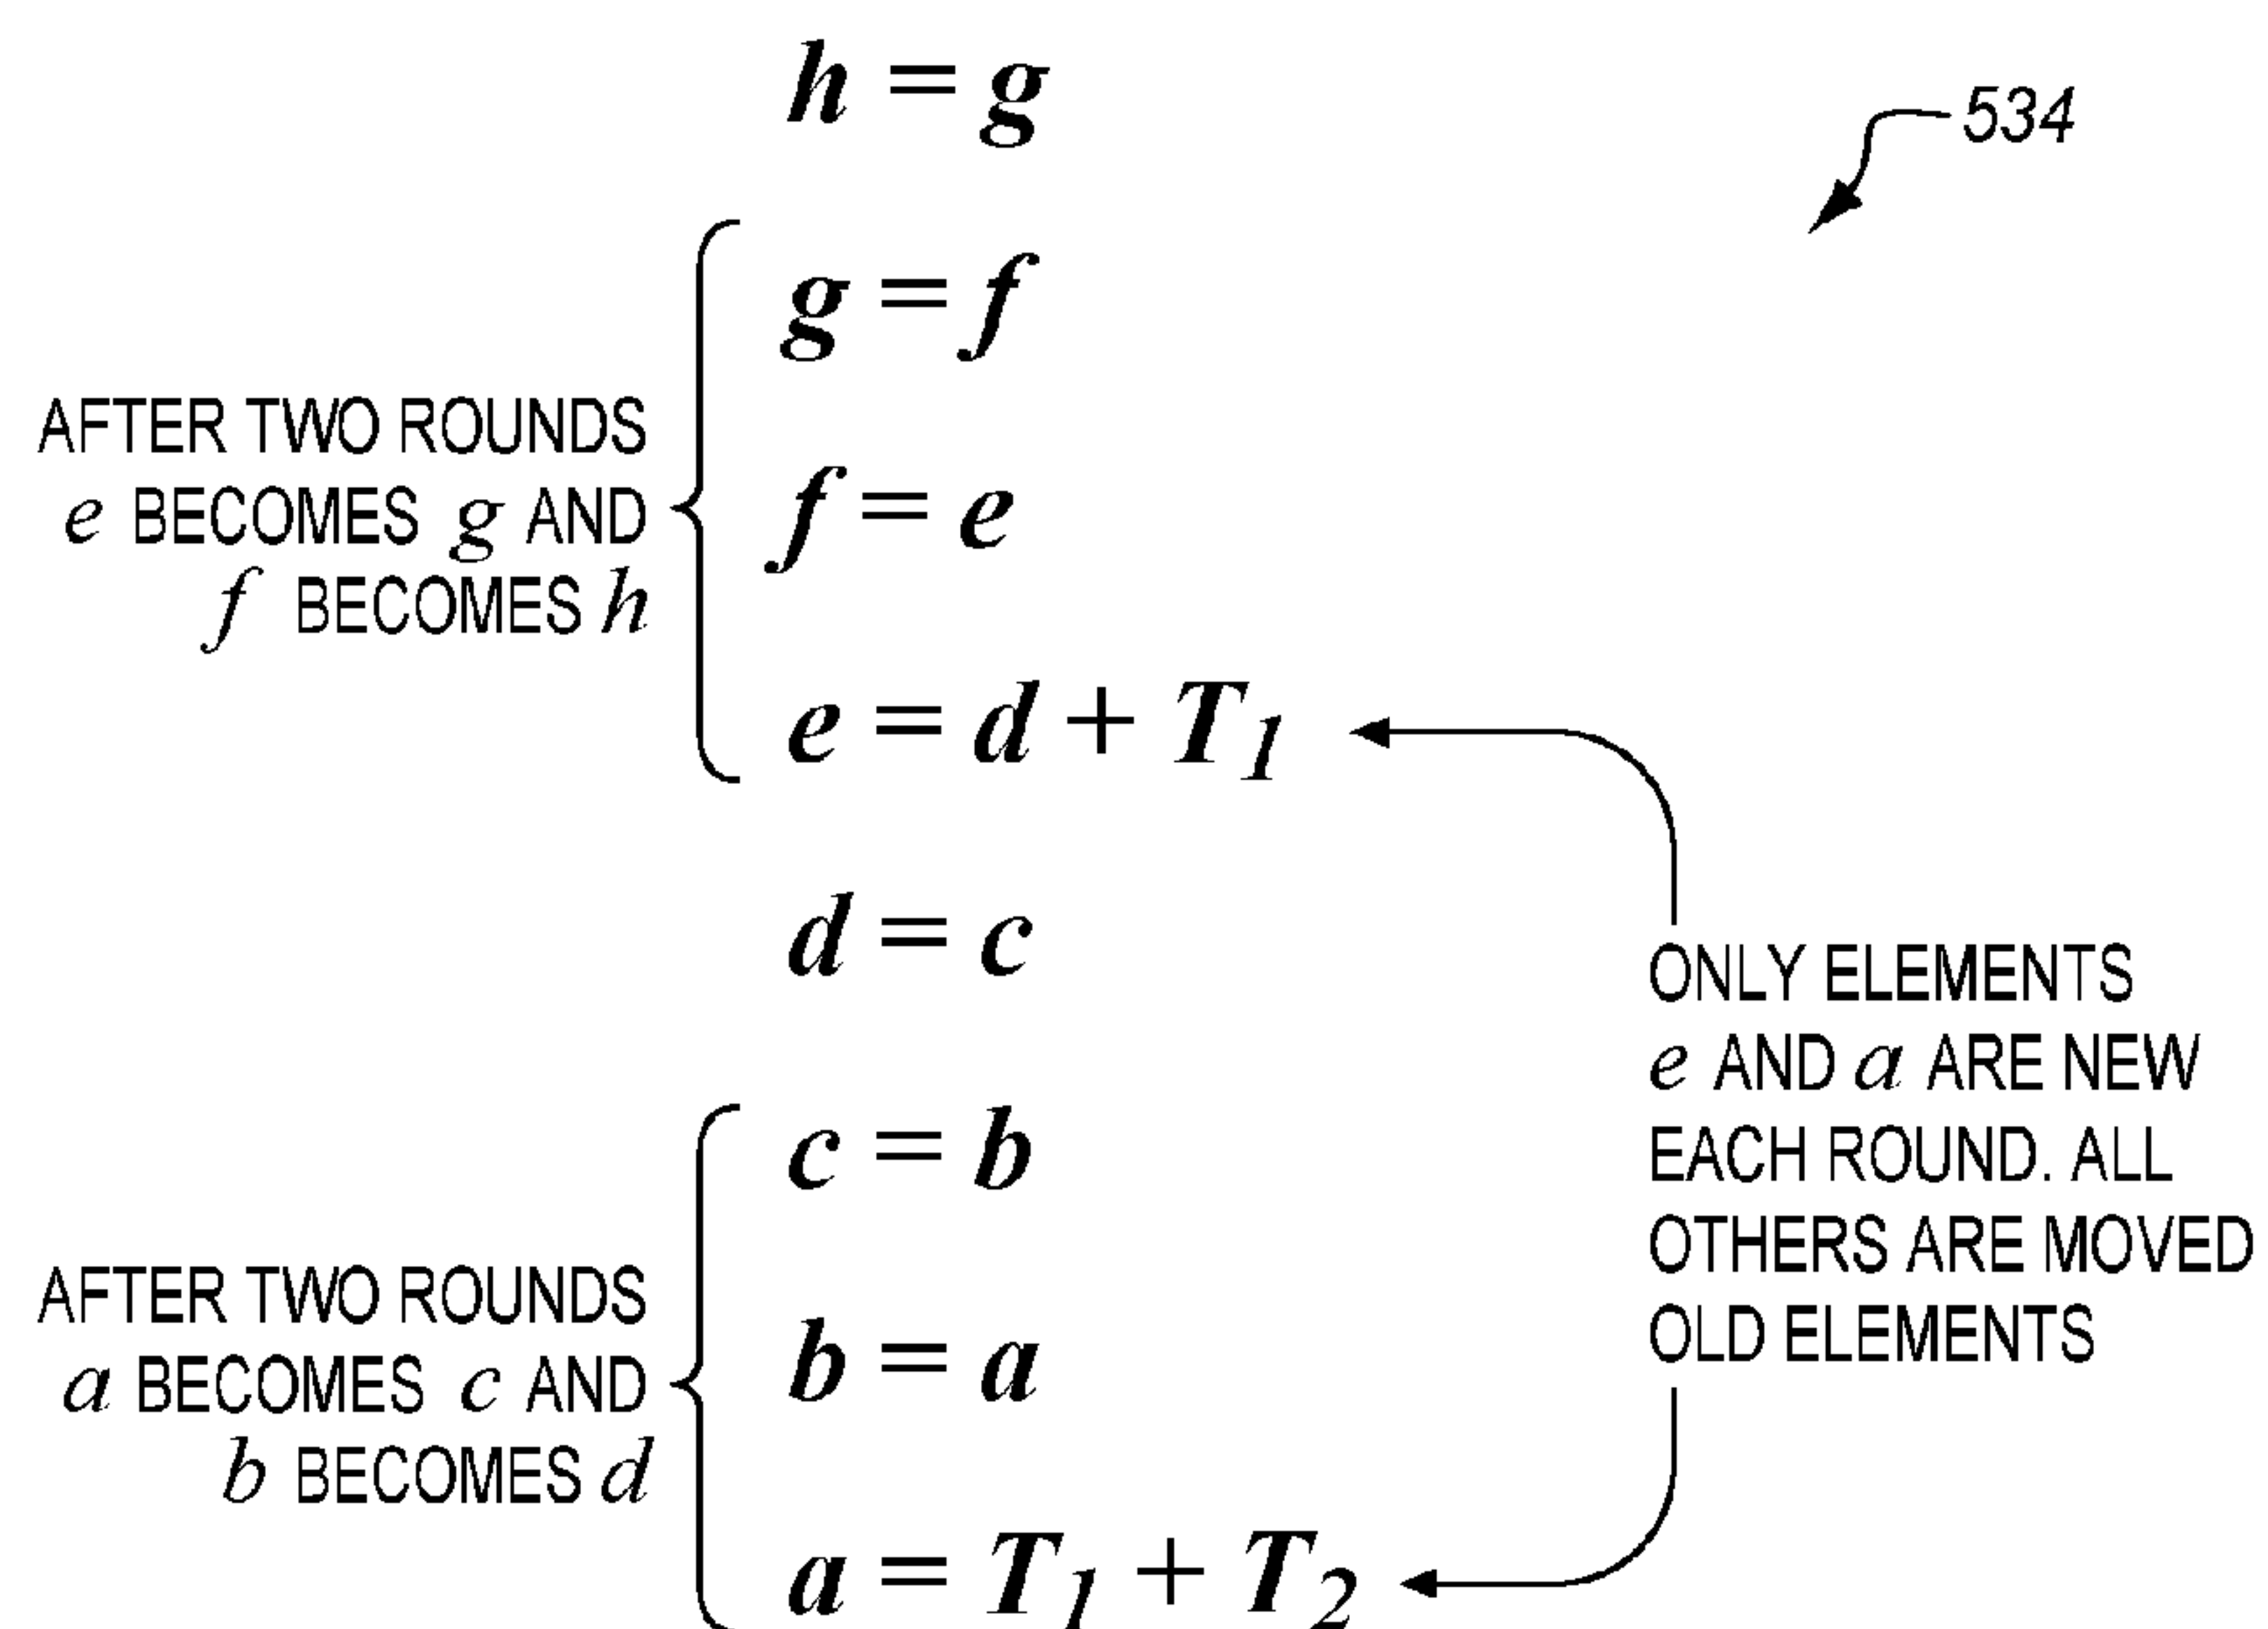 h = g
534
g = f
AFTER TWO ROUNDS
e BECOMES g AND
f BECOMES h
f = e
e = d + T₁
d = c
ONLY ELEMENTS
e AND a ARE NEW
EACH ROUND. ALL
OTHERS ARE MOVED
OLD ELEMENTS
c = b
AFTER TWO ROUNDS
a BECOMES c AND
b BECOMES d
b = a
a = T₁ + T₂